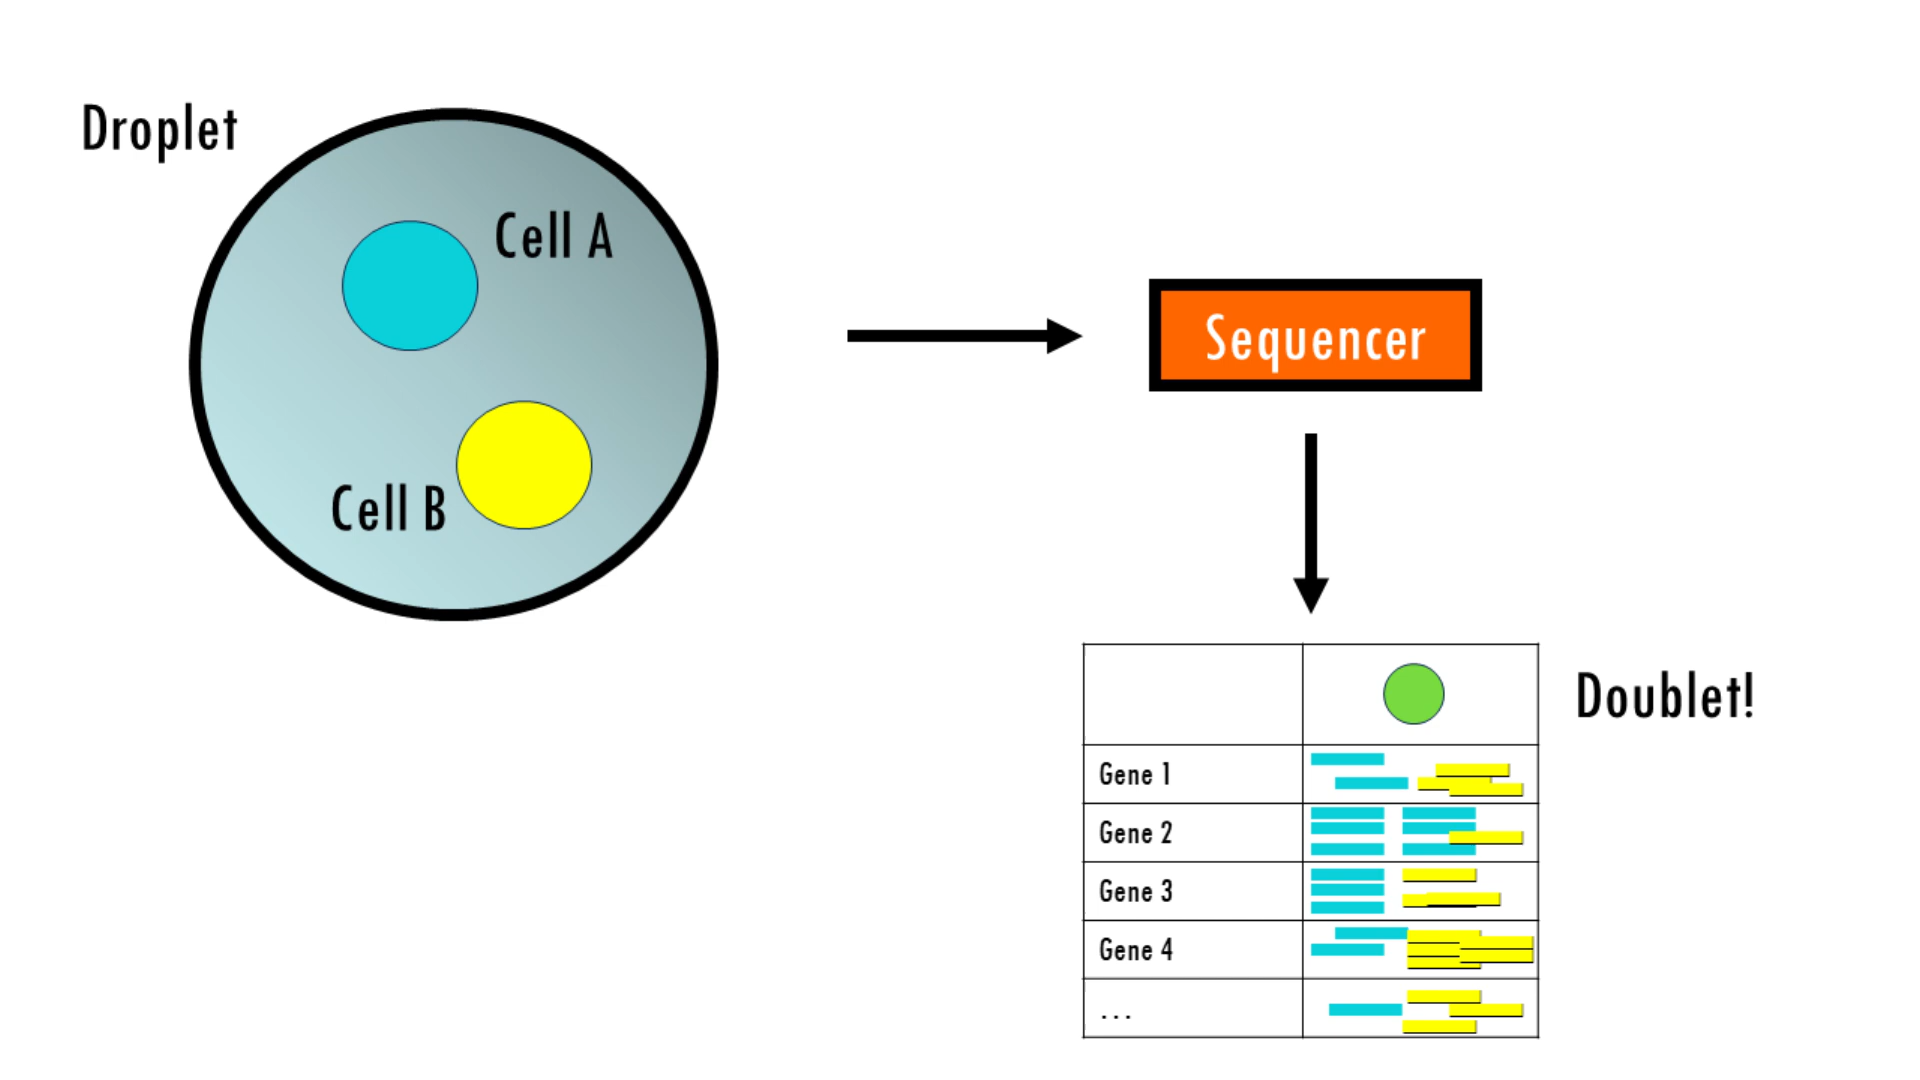 Droplet
Cell A
Cell B
Sequencer
Doublet!
Gene 1
Gene 2
Gene 3
Gene 4
...